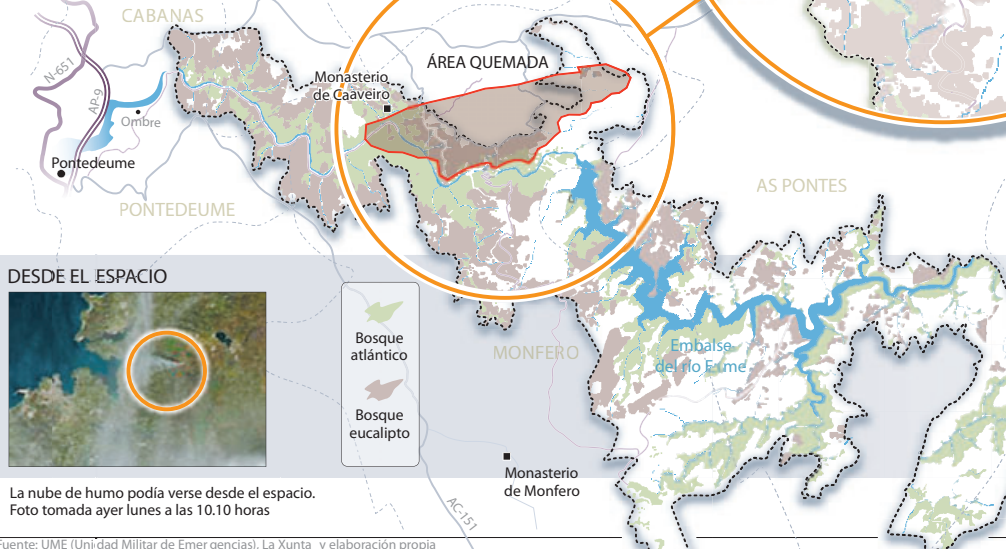 CABANAS
N-651
AP-9
Ombre
Pontedeume
PONTEDEUME
Monasterio
de Caaveiro
ÁREA QUEMADA
AS PONTES
DESDE EL ESPACIO
Bosque
atlántico
Bosque
eucalipto
MONFERO
Embalse
del río Eume
Monasterio
de Monfero
AC-151
La nube de humo podía verse desde el espacio.
Foto tomada ayer lunes a las 10.10 horas
Fuente: UME (Unidad Militar de Emergencias), La Xunta y elaboración propia